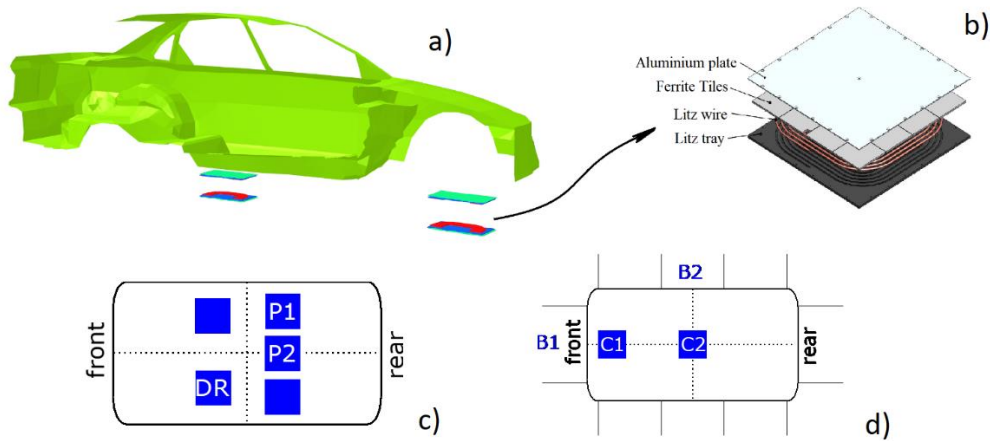 a)
b)
Aluminium plate
Ferrite Tiles
Litz wire
Litz tray
front
P1
P2
DR
rear
c)
B2
B1
front
C1
C2
rear
d)